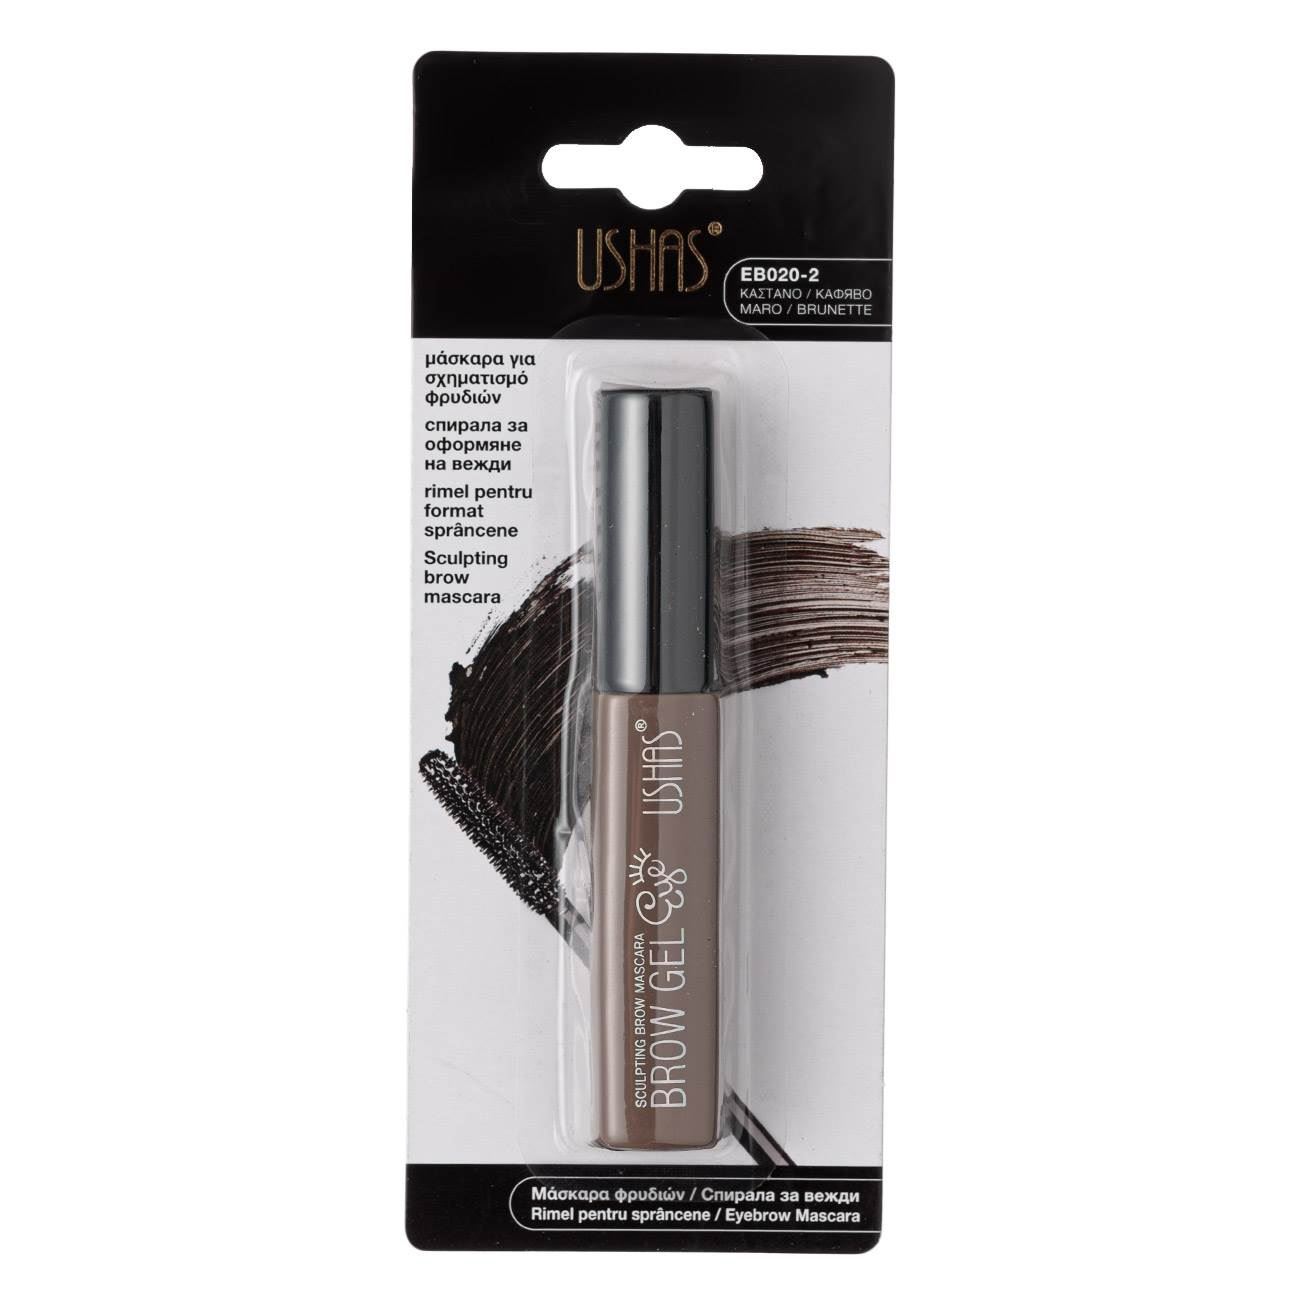 USHAS®
EB020-2
ΚΑΣΤΑΝΟ / КАФЯВО
MARO / BRUNETTE
μάσκαρα για
σχηματισμό
φρυδιών
спирала за
оформяне
на вежди
rimel pentru
format
sprâncene
Sculpting
brow
mascara
USHAS®
Eye
SCULPTING BROW MASCARA
BROW GEL
Μάσκαρα φρυδιών / Спирала за вежди
Rimel pentru sprâncene / Eyebrow Mascara